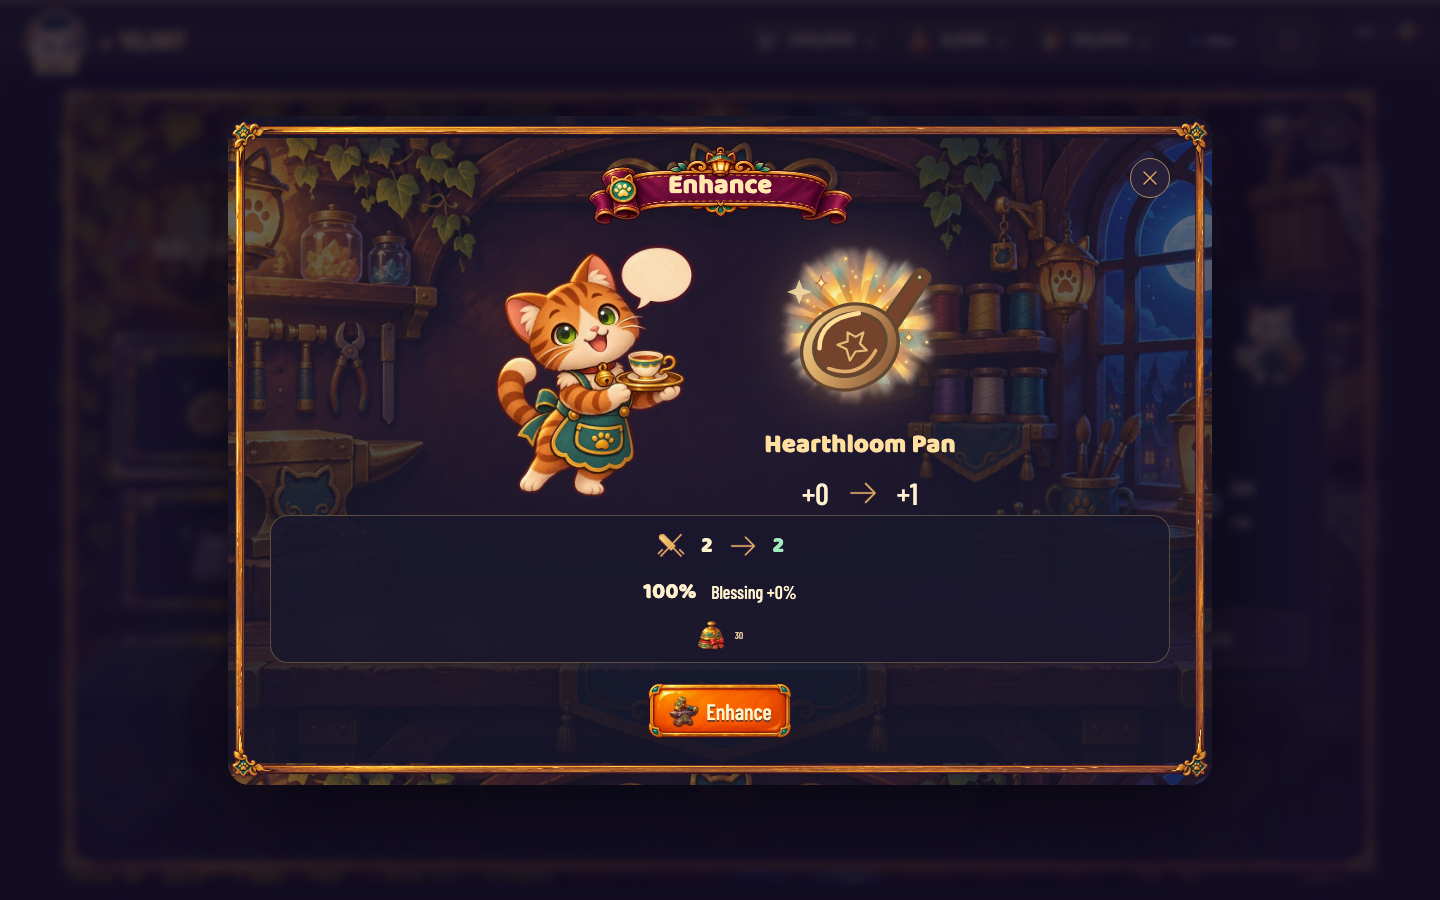 Enhance
Hearthloom Pan
+0 → +1
2 → 2
100% Blessing +0%
30
Enhance